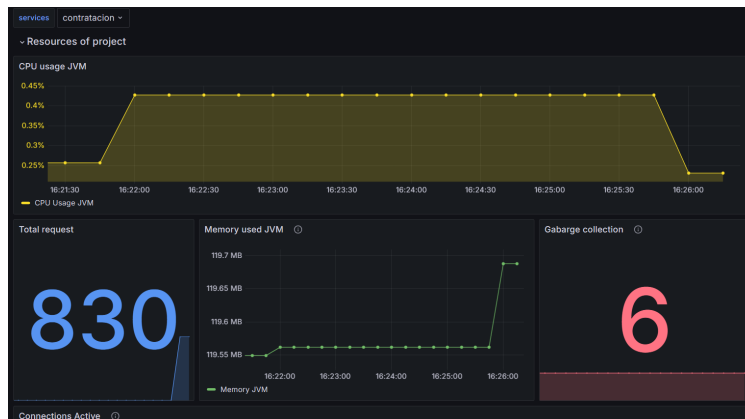 services contratacion
Resources of project
CPU usage JVM
0.45%
0.4%
0.35%
0.3%
0.25%
16:21:30 16:22:00 16:22:30 16:23:00 16:23:30 16:24:00 16:24:30 16:25:00 16:25:30 16:26:00
CPU Usage JVM
Total request
830
Memory used JVM
119.7 MB
119.65 MB
119.6 MB
119.55 MB
16:22:00 16:23:00 16:24:00 16:25:00 16:26:00
Memory JVM
Gabarge collection
6
Connections Active